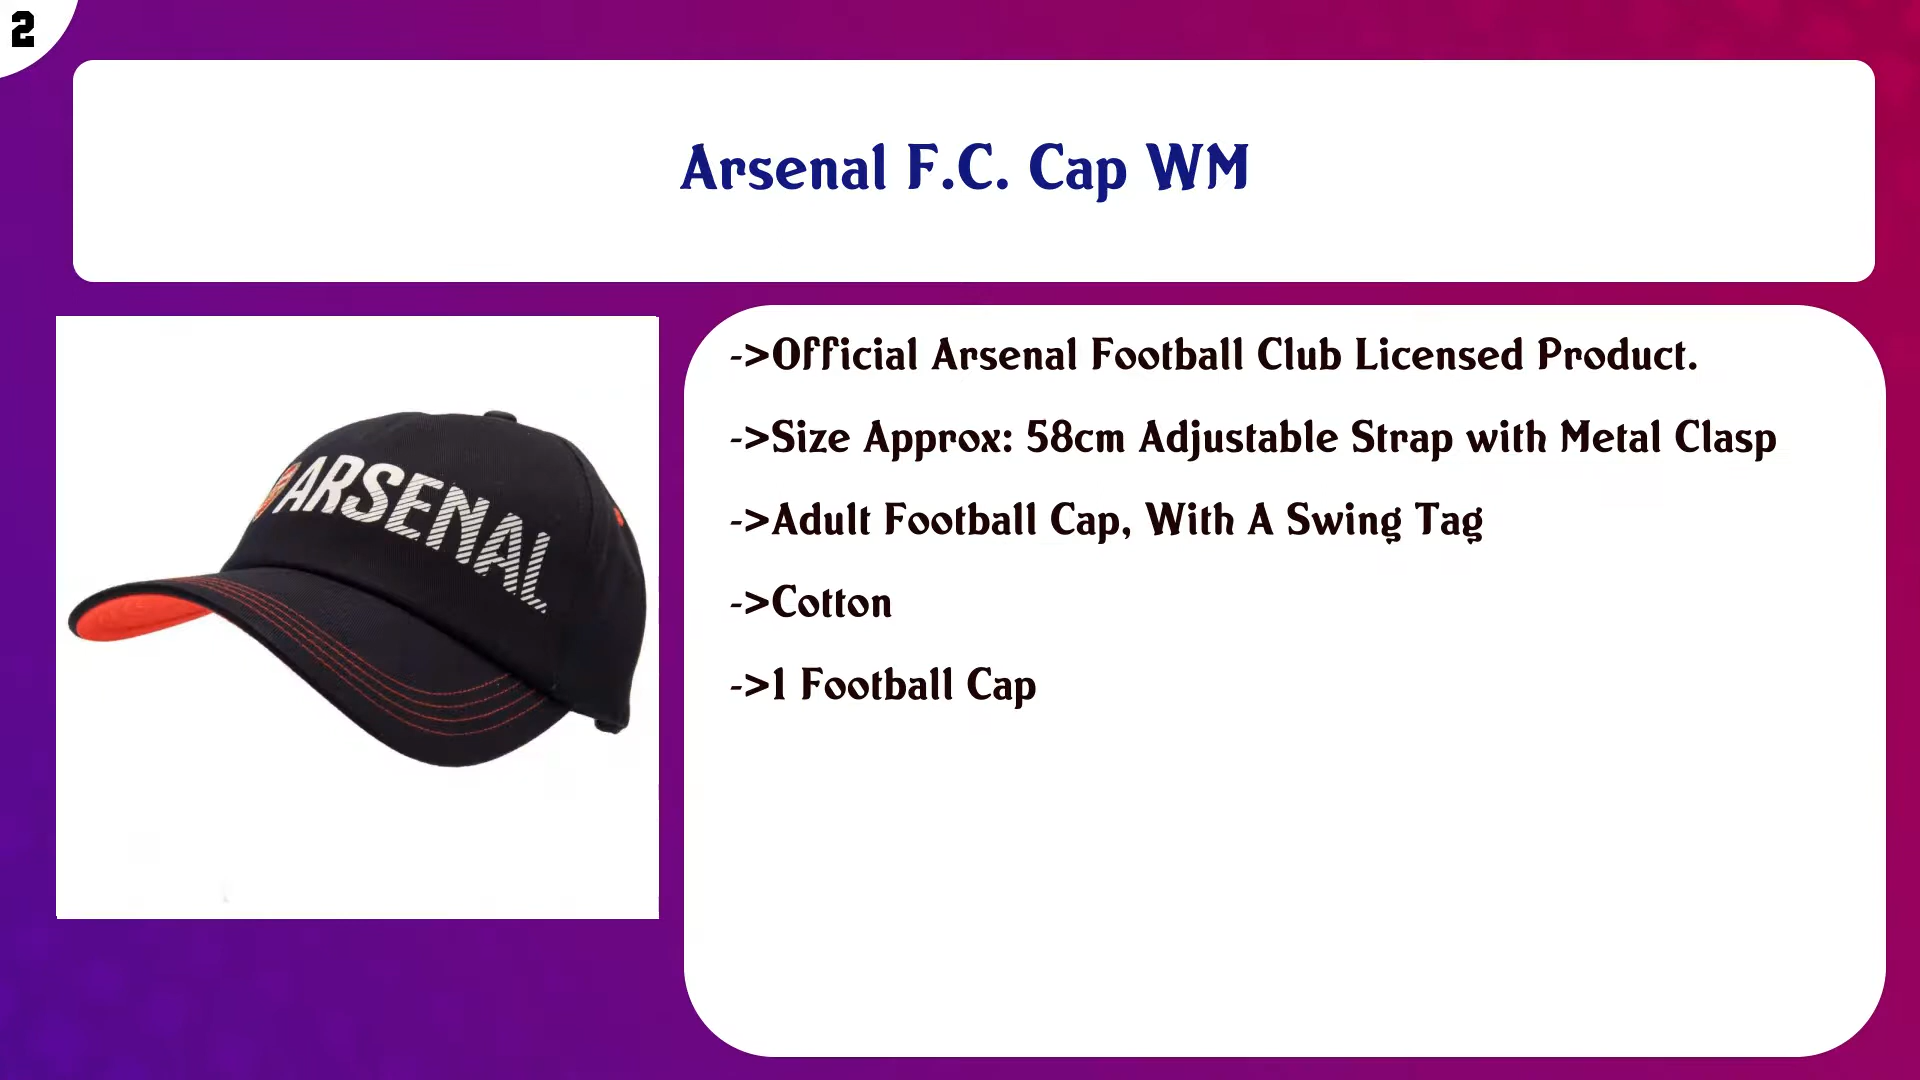 2
Arsenal F.C. Cap WM
ARSENAL
->Official Arsenal Football Club Licensed Product.
->Size Approx: 58cm Adjustable Strap with Metal Clasp
->Adult Football Cap, With A Swing Tag
->Cotton
->1 Football Cap